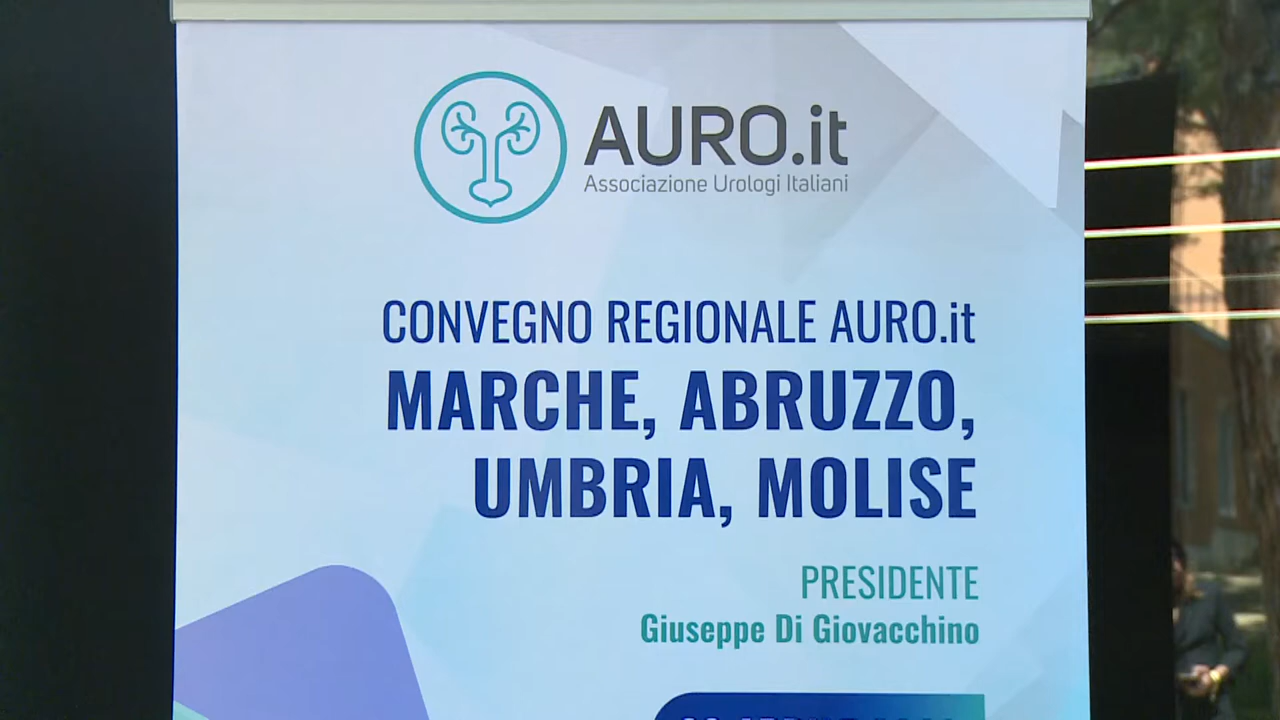 AURO.it
Associazione Urologi Italiani
CONVEGNO REGIONALE AURO.it
MARCHE, ABRUZZO,
UMBRIA, MOLISE
PRESIDENTE
Giuseppe Di Giovacchino